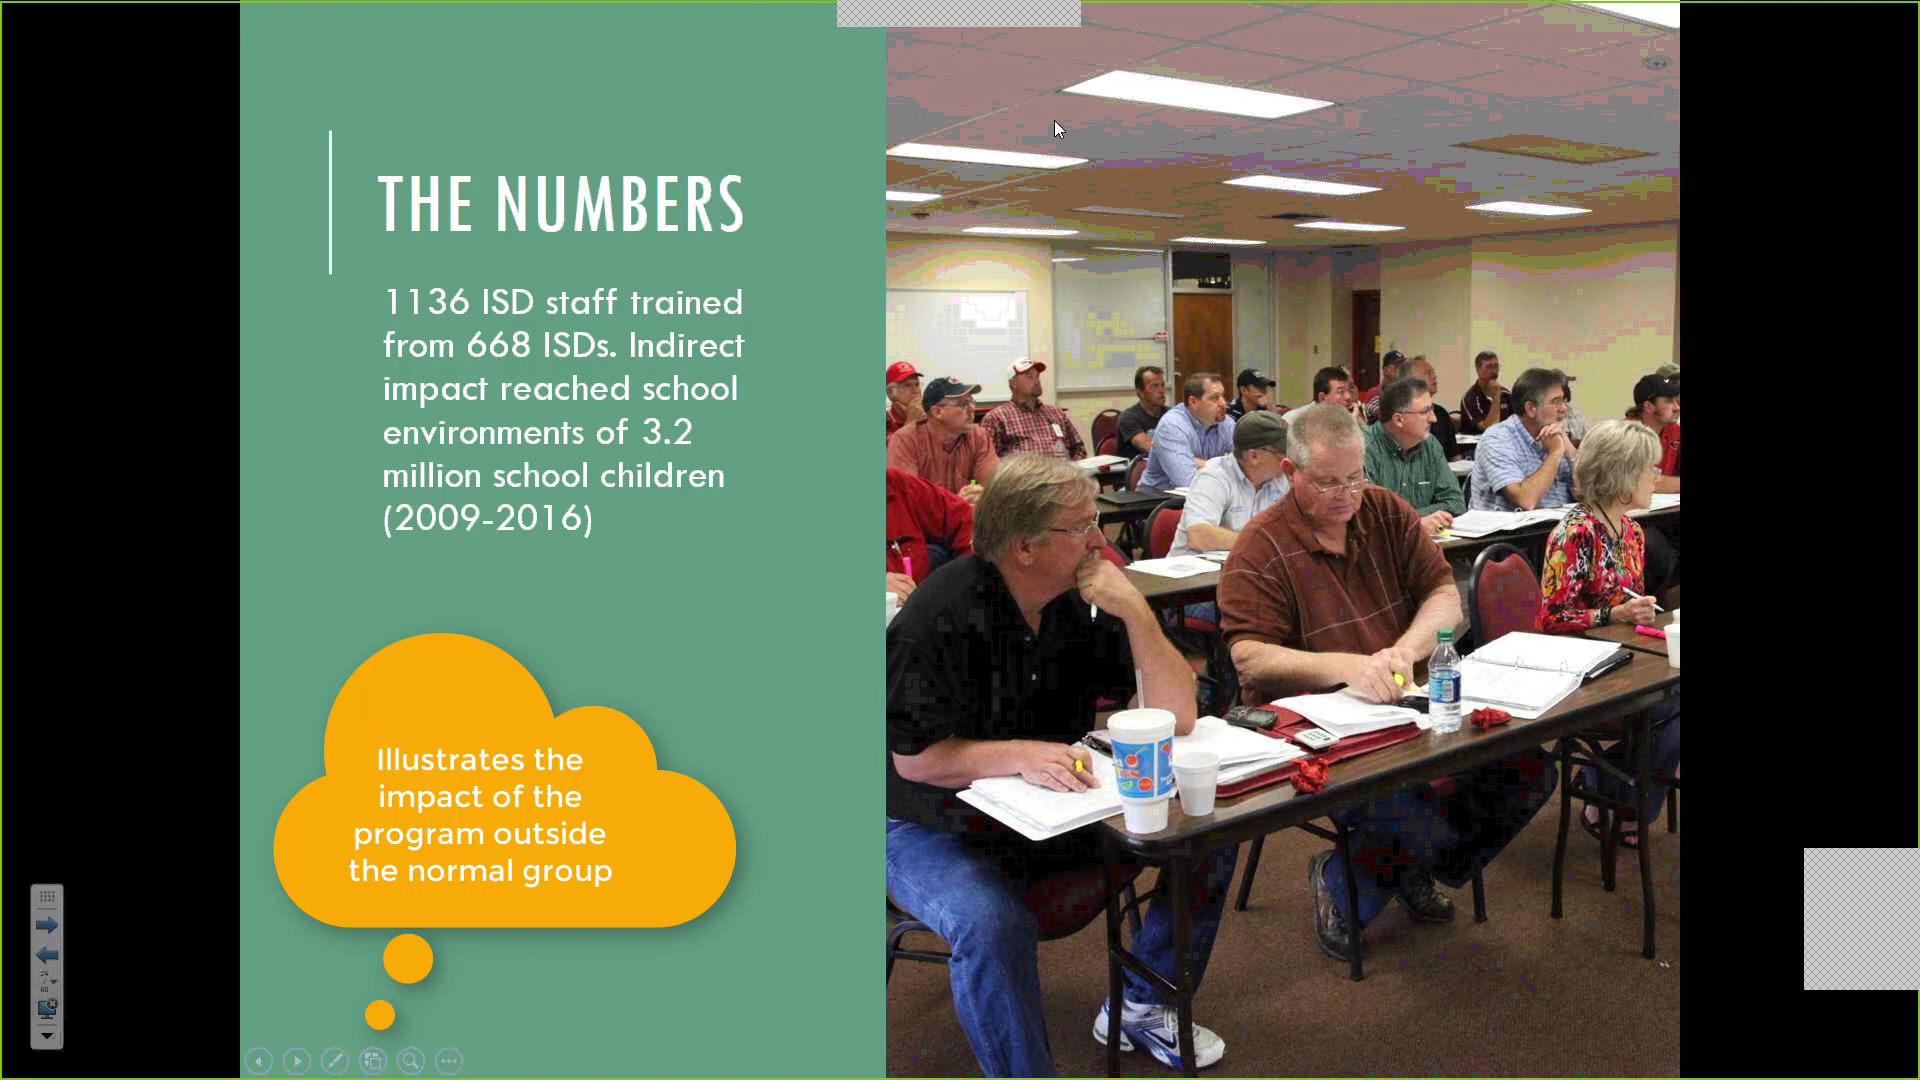 THE NUMBERS
1136 ISD staff trained
from 668 ISDs. Indirect
impact reached school
environments of 3.2
million school children
(2009-2016)
Illustrates the
impact of the
program outside
the normal group